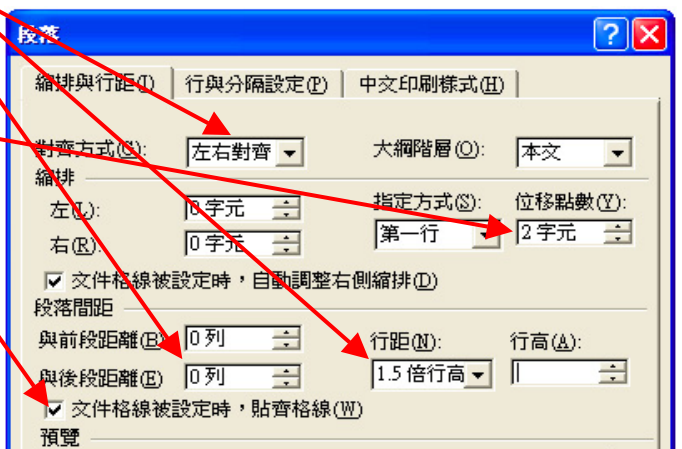 段落
縮排與行距(I) 行與分隔設定(P) 中文印刷樣式(H)
對齊方式(G): 左右對齊 大綱階層(O): 本文
縮排
左(L): 0 字元 指定方式(S): 位移點數(Y):
右(R): 0 字元 第一行 2 字元
文件格線被設定時，自動調整右側縮排(D)
段落間距
與前段距離(B) 0 列 行距(N): 行高(A):
與後段距離(E) 0 列 1.5 倍行高
文件格線被設定時，貼齊格線(W)
預覽